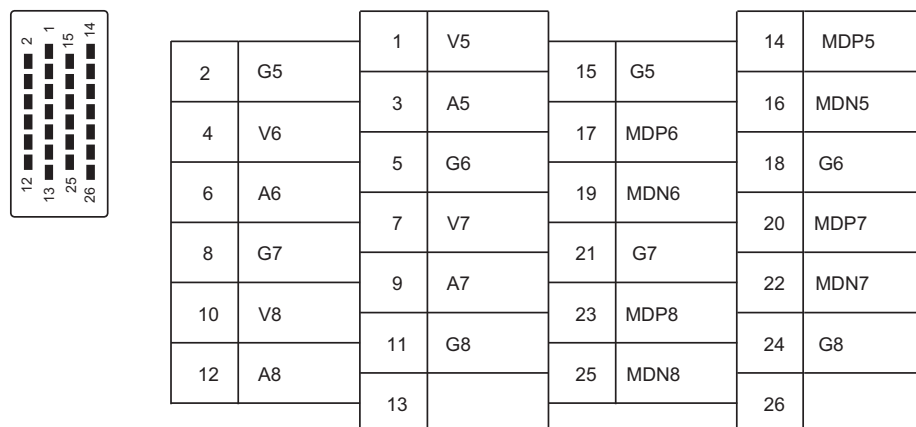 2
1
15
14
12
13
25
26
1 V5
2 G5
3 A5
4 V6
5 G6
6 A6
7 V7
8 G7
9 A7
10 V8
11 G8
12 A8
13
14 MDP5
15 G5
16 MDN5
17 MDP6
18 G6
19 MDN6
20 MDP7
21 G7
22 MDN7
23 MDP8
24 G8
25 MDN8
26